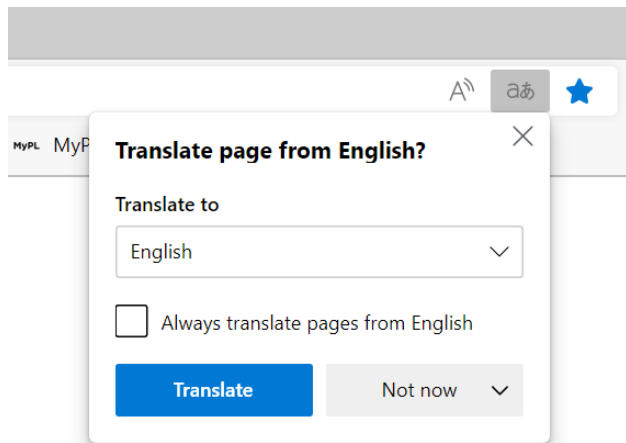 A
aあ
MyPL MyP
Translate page from English?
Translate to
English
Always translate pages from English
Translate
Not now